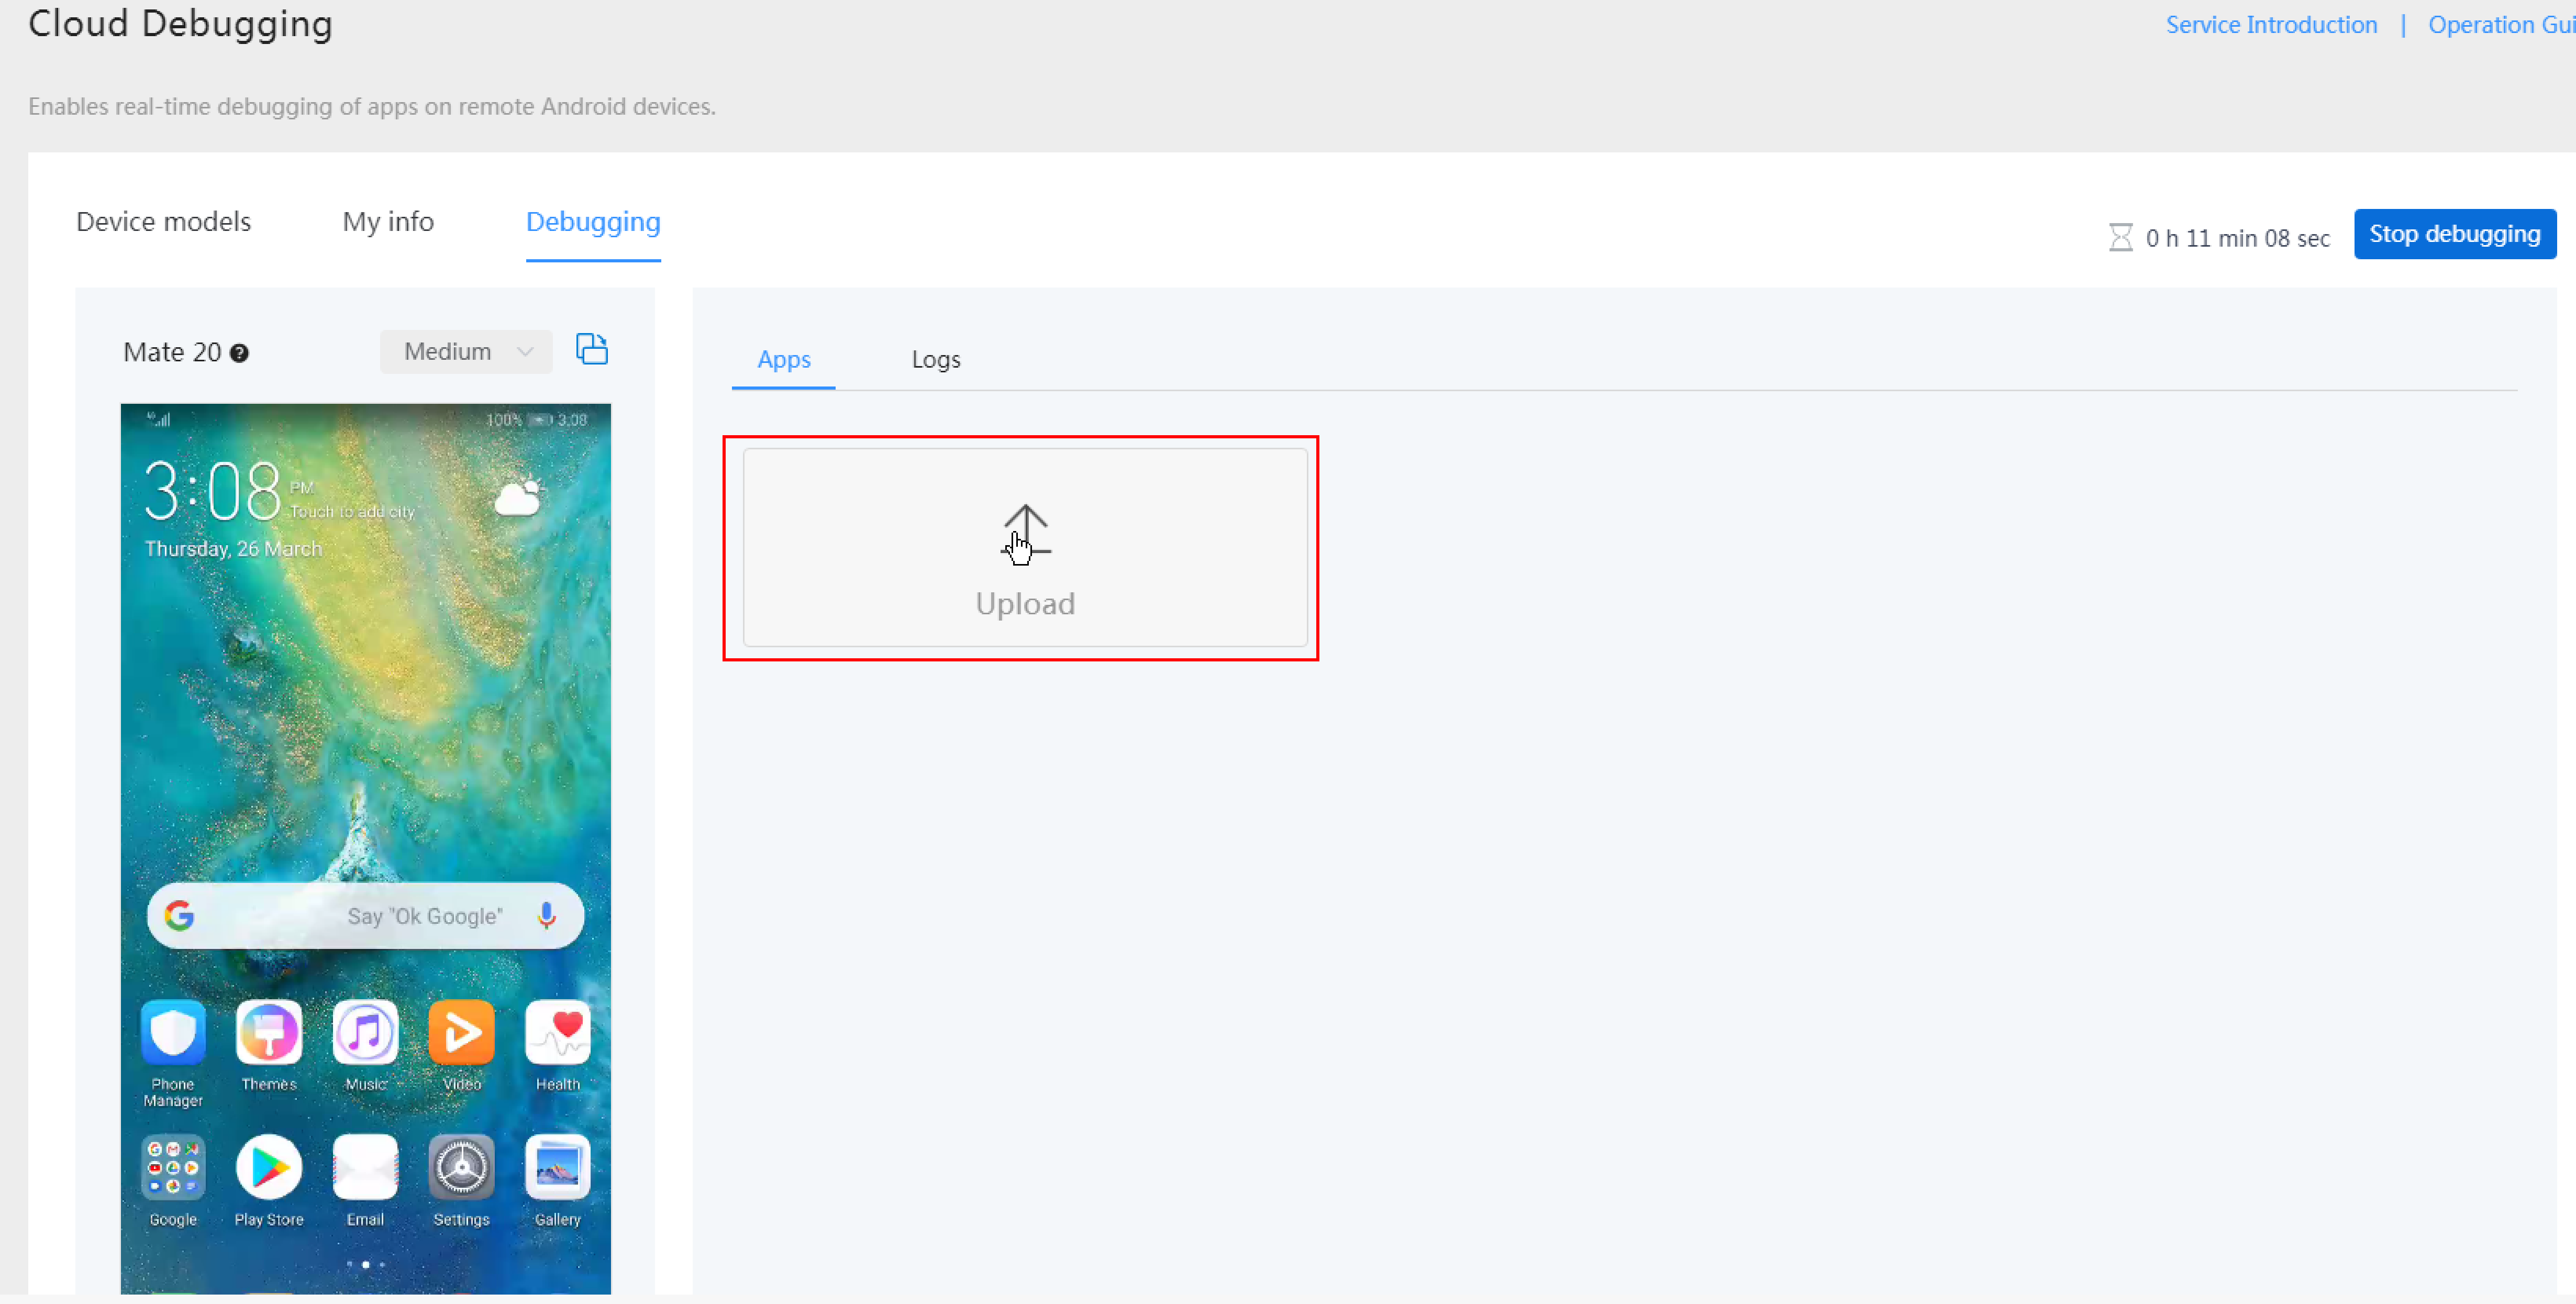 Cloud Debugging
Service Introduction | Operation Gui
Enables real-time debugging of apps on remote Android devices.
Device models My info Debugging
0 h 11 min 08 sec Stop debugging
Mate 20 ? Medium
Apps Logs
4G 100% 3:08
3:08 PM
Touch to add city
Thursday, 26 March
Upload
G Say "Ok Google"
Phone Manager
Themes
Music
Video
Health
Google
Play Store
Email
Settings
Gallery